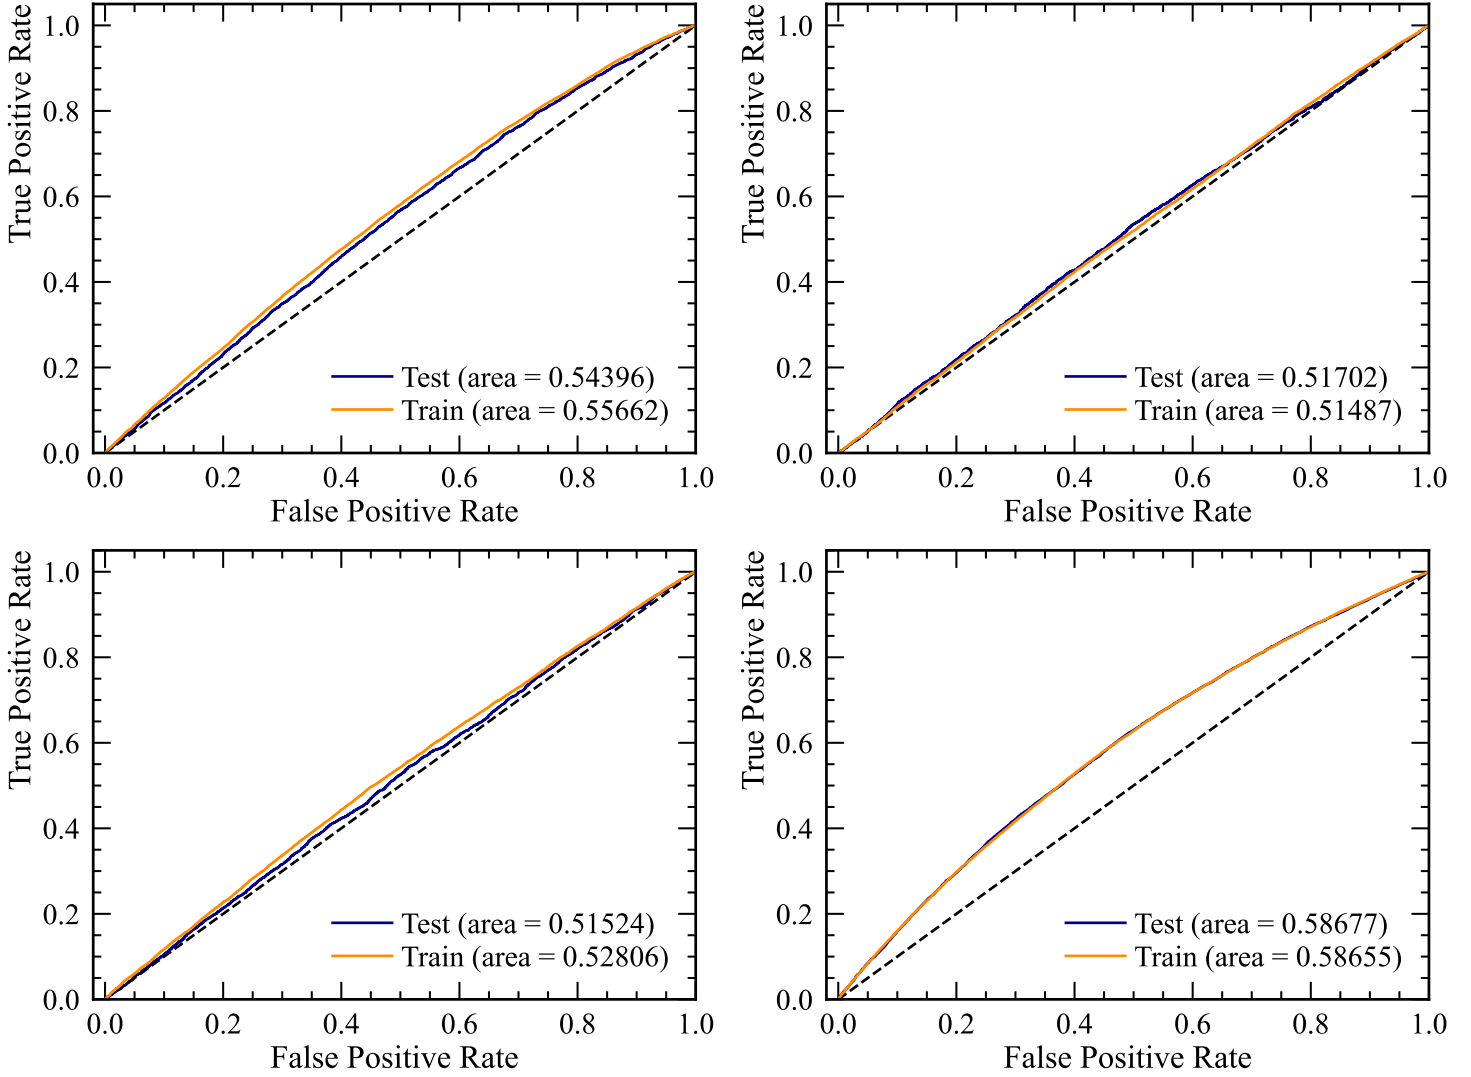 True Positive Rate
1.0
0.8
0.6
0.4
0.2
0.0
Test (area = 0.54396)
Train (area = 0.55662)
0.0 0.2 0.4 0.6 0.8 1.0
False Positive Rate
True Positive Rate
1.0
0.8
0.6
0.4
0.2
0.0
Test (area = 0.51702)
Train (area = 0.51487)
0.0 0.2 0.4 0.6 0.8 1.0
False Positive Rate
True Positive Rate
1.0
0.8
0.6
0.4
0.2
0.0
Test (area = 0.51524)
Train (area = 0.52806)
0.0 0.2 0.4 0.6 0.8 1.0
False Positive Rate
True Positive Rate
1.0
0.8
0.6
0.4
0.2
0.0
Test (area = 0.58677)
Train (area = 0.58655)
0.0 0.2 0.4 0.6 0.8 1.0
False Positive Rate